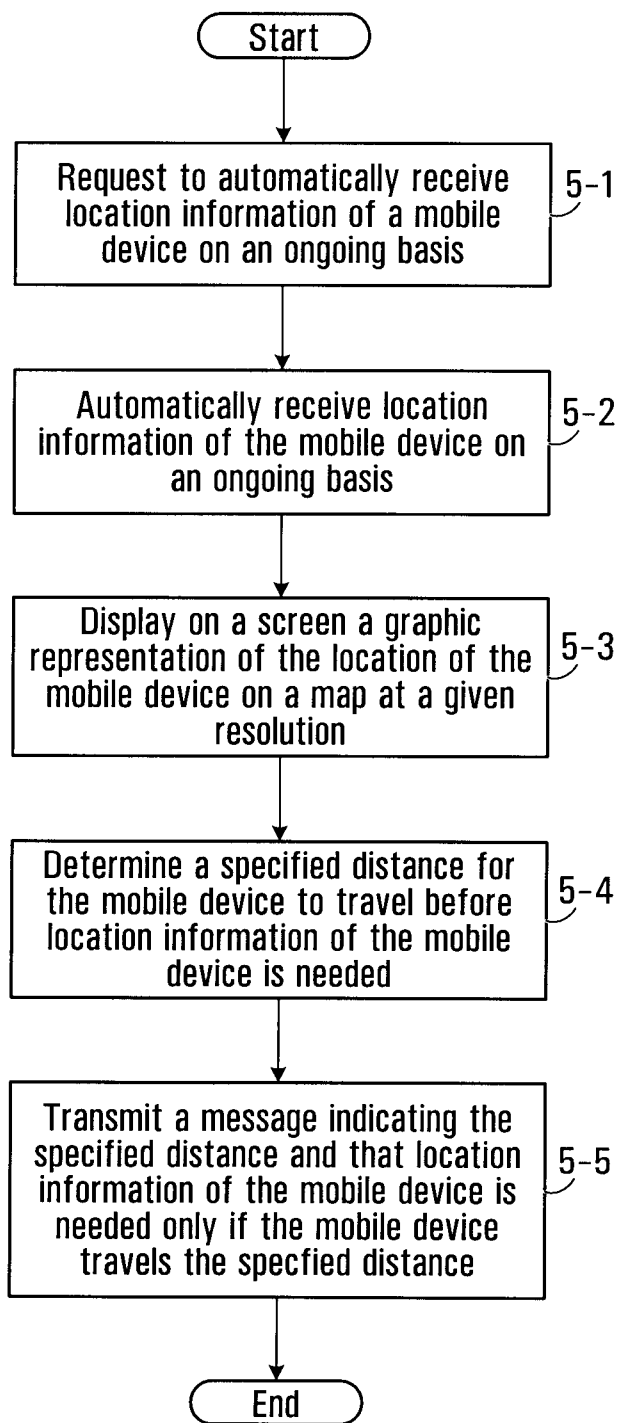 Start
Request to automatically receive
location information of a mobile
device on an ongoing basis
5-1
Automatically receive location
information of the mobile device on
an ongoing basis
5-2
Display on a screen a graphic
representation of the location of the
mobile device on a map at a given
resolution
5-3
Determine a specified distance for
the mobile device to travel before
location information of the mobile
device is needed
5-4
Transmit a message indicating the
specified distance and that location
information of the mobile device is
needed only if the mobile device
travels the specfied distance
5-5
End